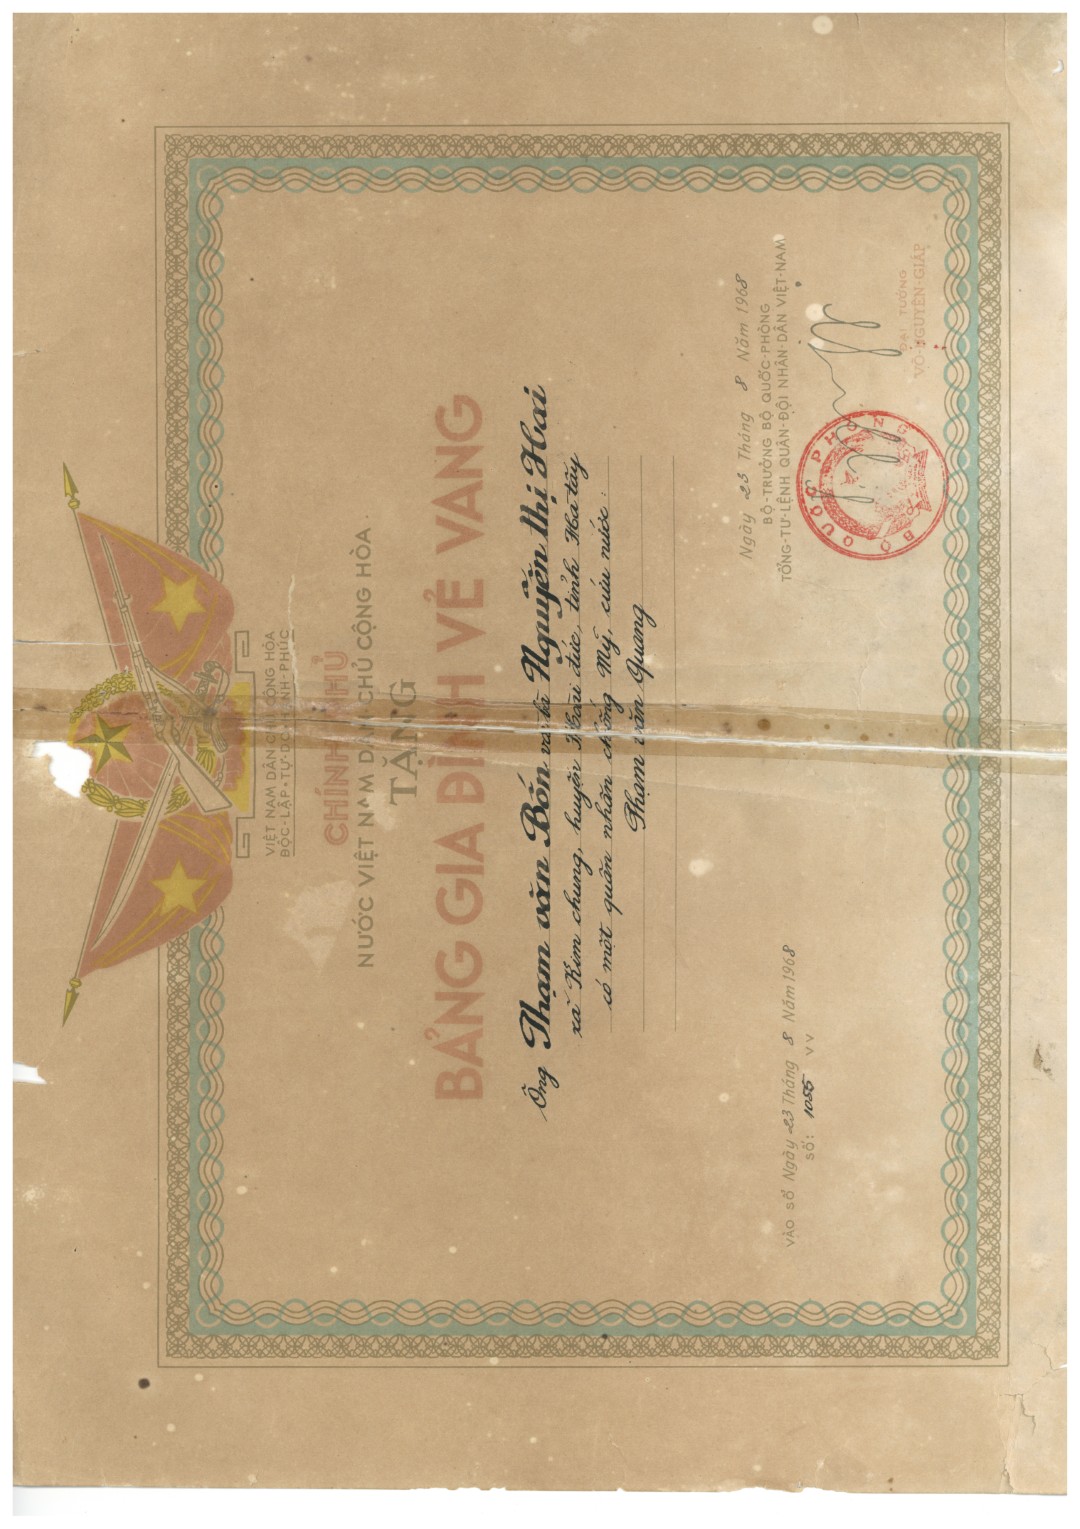 VIỆT NAM DÂN CHỦ CỘNG HÒA
ĐỘC-LẬP-TỰ-DO-HẠNH-PHÚC
CHÍNH PHỦ
NƯỚC VIỆT NAM DÂN CHỦ CỘNG HÒA
TẶNG
BẢNG GIA ĐÌNH VẺ VANG
Ông Phạm văn Bốn và bà Nguyễn thị Hai
xã Kim chung, huyện Hoài đức, tỉnh Hà tây
có một quân nhân chống Mỹ, cứu nước:
Phạm văn Quang
Ngày 23 Tháng 8 Năm 1968
BỘ-TRƯỞNG BỘ QUỐC-PHÒNG
TỔNG-TƯ-LỆNH QUÂN-ĐỘI NHÂN-DÂN VIỆT-NAM
BỘ QUỐC PHÒNG
ĐẠI TƯỚNG
VÕ-NGUYÊN-GIÁP
VÀO SỔ Ngày 23 Tháng 8 Năm 1968
SỐ: 1055 VV